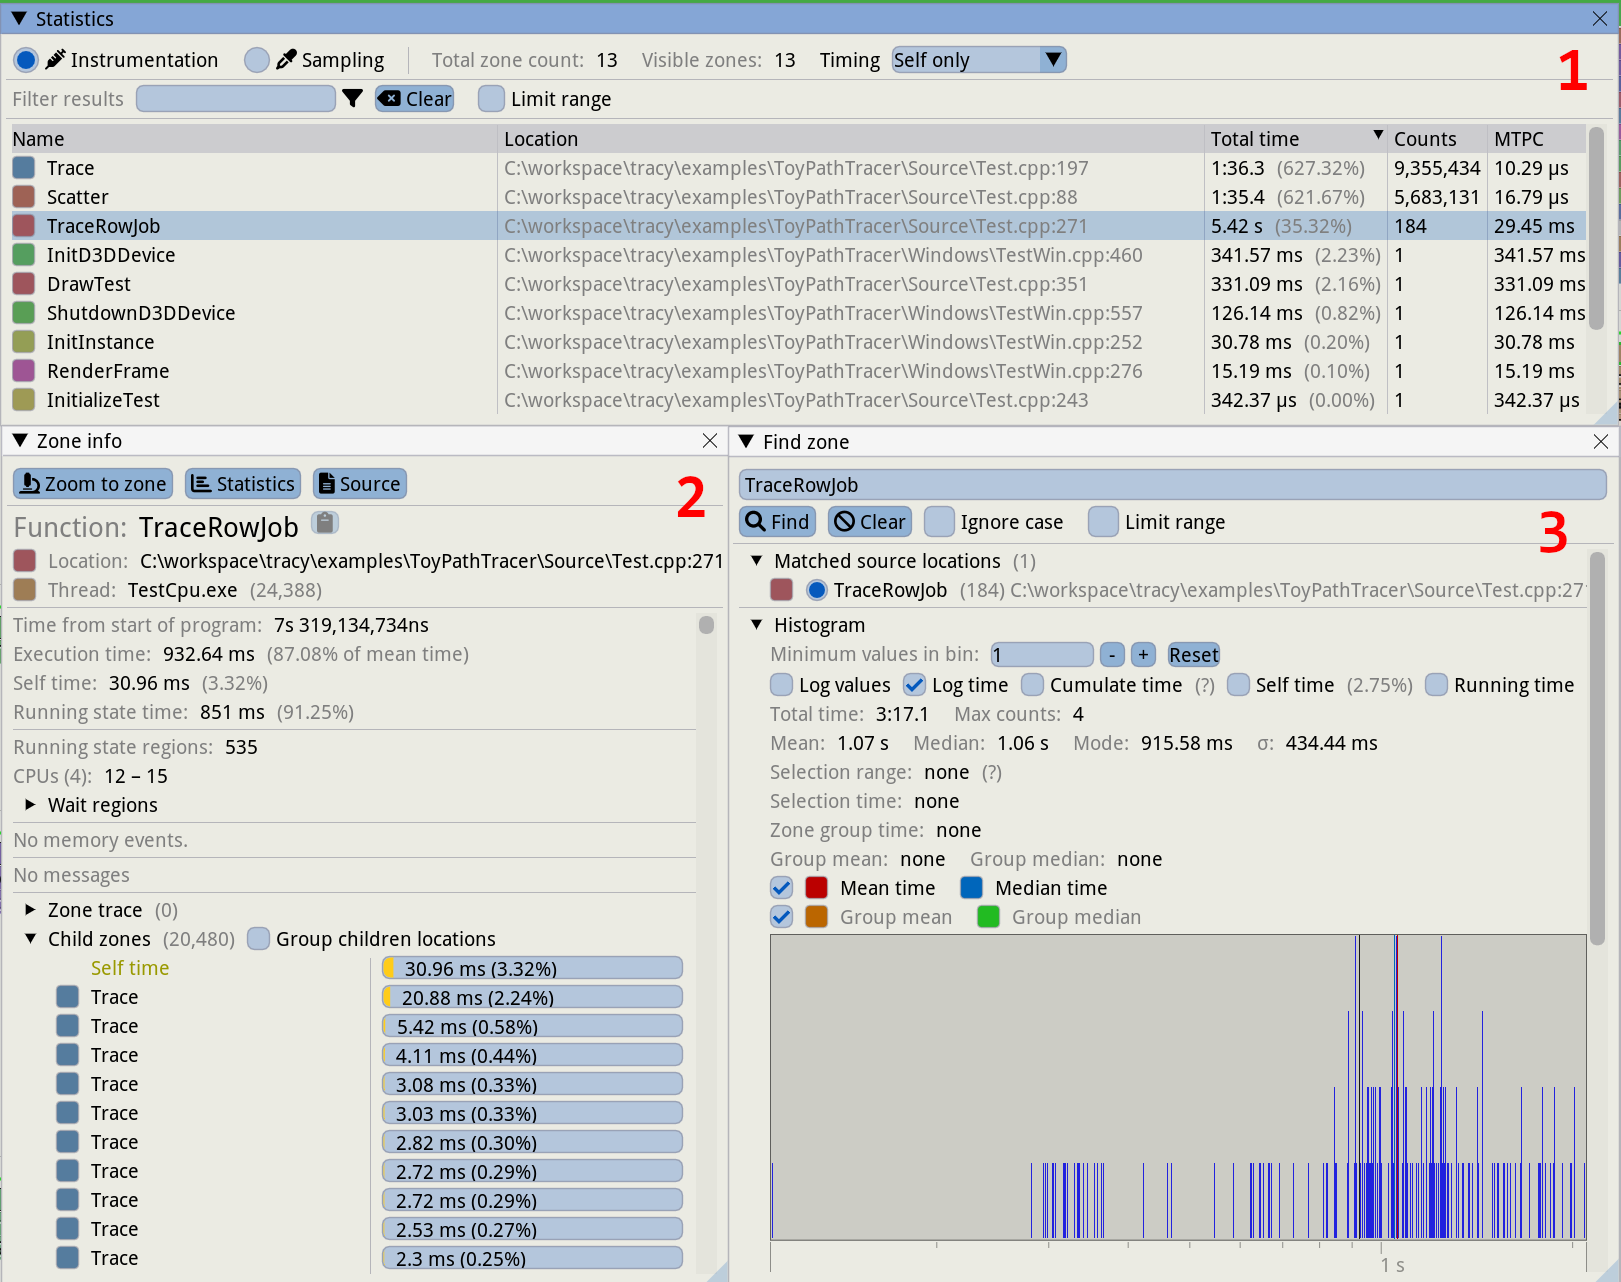 Statistics
Instrumentation Sampling Total zone count: 13 Visible zones: 13 Timing Self only
1
Filter results Clear Limit range
Name Location Total time Counts MTPC
Trace C:\workspace\tracy\examples\ToyPathTracer\Source\Test.cpp:197 1:36.3 (627.32%) 9,355,434 10.29 µs
Scatter C:\workspace\tracy\examples\ToyPathTracer\Source\Test.cpp:88 1:35.4 (621.67%) 5,683,131 16.79 µs
TraceRowJob C:\workspace\tracy\examples\ToyPathTracer\Source\Test.cpp:271 5.42 s (35.32%) 184 29.45 ms
InitD3DDevice C:\workspace\tracy\examples\ToyPathTracer\Windows\TestWin.cpp:460 341.57 ms (2.23%) 1 341.57 ms
DrawTest C:\workspace\tracy\examples\ToyPathTracer\Source\Test.cpp:351 331.09 ms (2.16%) 1 331.09 ms
ShutdownD3DDevice C:\workspace\tracy\examples\ToyPathTracer\Windows\TestWin.cpp:557 126.14 ms (0.82%) 1 126.14 ms
InitInstance C:\workspace\tracy\examples\ToyPathTracer\Windows\TestWin.cpp:252 30.78 ms (0.20%) 1 30.78 ms
RenderFrame C:\workspace\tracy\examples\ToyPathTracer\Windows\TestWin.cpp:276 15.19 ms (0.10%) 1 15.19 ms
InitializeTest C:\workspace\tracy\examples\ToyPathTracer\Source\Test.cpp:243 342.37 µs (0.00%) 1 342.37 µs
Zone info
Zoom to zone Statistics Source
2
Function: TraceRowJob
Location: C:\workspace\tracy\examples\ToyPathTracer\Source\Test.cpp:271
Thread: TestCpu.exe (24,388)
Time from start of program: 7s 319,134,734ns
Execution time: 932.64 ms (87.08% of mean time)
Self time: 30.96 ms (3.32%)
Running state time: 851 ms (91.25%)
Running state regions: 535
CPUs (4): 12 – 15
Wait regions
No memory events.
No messages
Zone trace (0)
Child zones (20,480) Group children locations
Self time 30.96 ms (3.32%)
Trace 20.88 ms (2.24%)
Trace 5.42 ms (0.58%)
Trace 4.11 ms (0.44%)
Trace 3.08 ms (0.33%)
Trace 3.03 ms (0.33%)
Trace 2.82 ms (0.30%)
Trace 2.72 ms (0.29%)
Trace 2.72 ms (0.29%)
Trace 2.53 ms (0.27%)
Trace 2.3 ms (0.25%)
Find zone
TraceRowJob
Find Clear Ignore case Limit range
3
Matched source locations (1)
TraceRowJob (184) C:\workspace\tracy\examples\ToyPathTracer\Source\Test.cpp:27
Histogram
Minimum values in bin: 1 - + Reset
Log values Log time Cumulate time (?) Self time (2.75%) Running time
Total time: 3:17.1 Max counts: 4
Mean: 1.07 s Median: 1.06 s Mode: 915.58 ms σ: 434.44 ms
Selection range: none (?)
Selection time: none
Zone group time: none
Group mean: none Group median: none
Mean time Median time
Group mean Group median
1 s